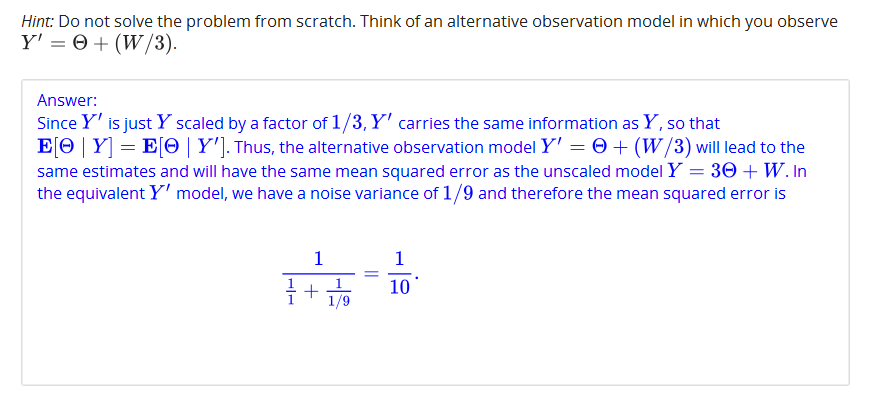 Hint: Do not solve the problem from scratch. Think of an alternative observation model in which you observe
Y′ = Θ + (W/3).
Answer:
Since Y′ is just Y scaled by a factor of 1/3, Y′ carries the same information as Y, so that
E[Θ | Y] = E[Θ | Y′]. Thus, the alternative observation model Y′ = Θ + (W/3) will lead to the
same estimates and will have the same mean squared error as the unscaled model Y = 3Θ + W. In
the equivalent Y′ model, we have a noise variance of 1/9 and therefore the mean squared error is
1 / (1/1 + 1/(1/9)) = 1/10.